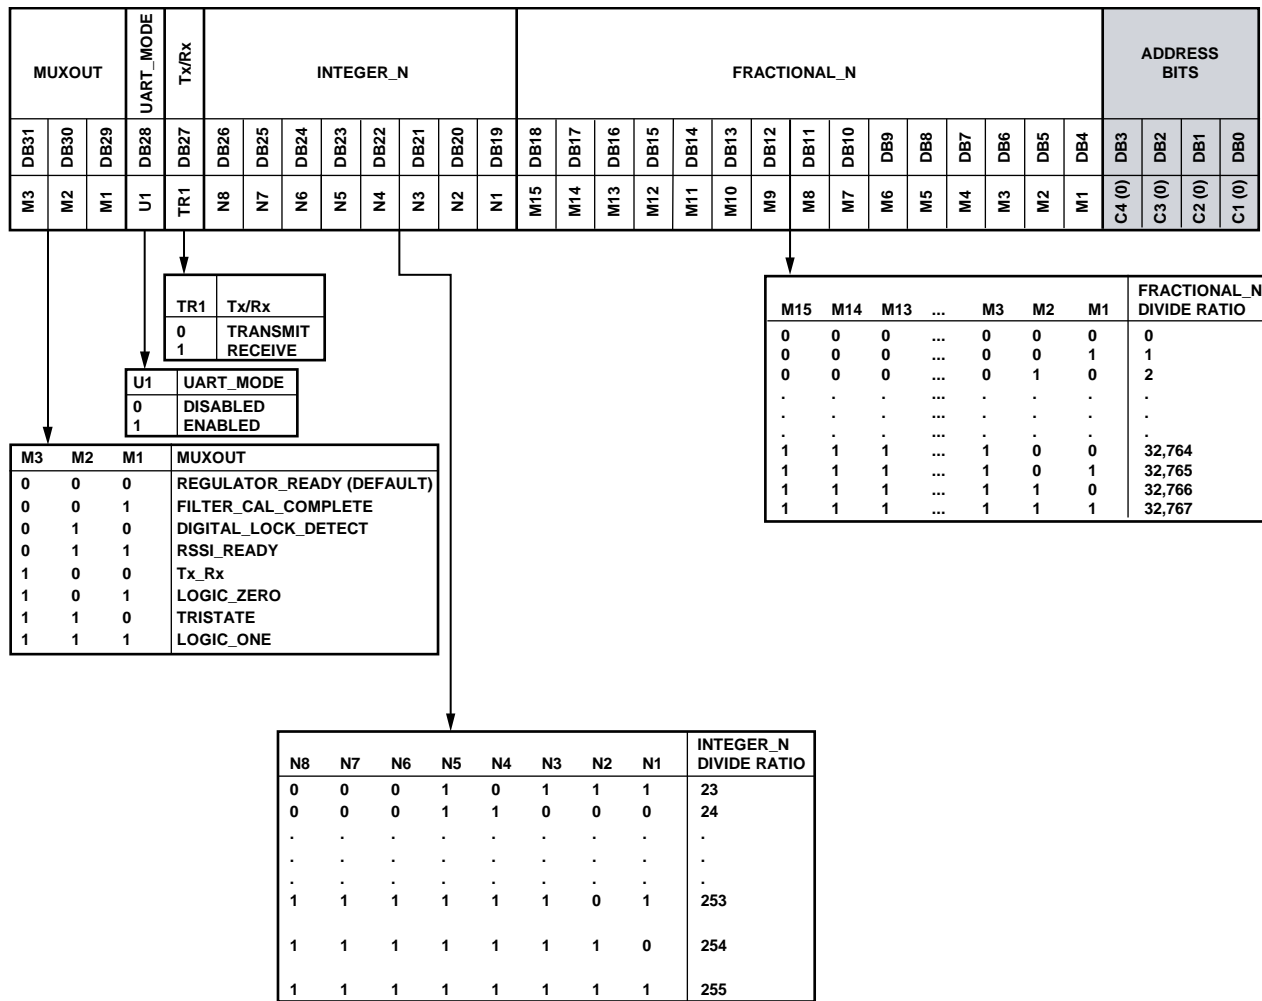 MUXOUT UART_MODE Tx/Rx INTEGER_N FRACTIONAL_N ADDRESS BITS
DB31 DB30 DB29 DB28 DB27 DB26 DB25 DB24 DB23 DB22 DB21 DB20 DB19 DB18 DB17 DB16 DB15 DB14 DB13 DB12 DB11 DB10 DB9 DB8 DB7 DB6 DB5 DB4 DB3 DB2 DB1 DB0
M3 M2 M1 U1 TR1 N8 N7 N6 N5 N4 N3 N2 N1 M15 M14 M13 M12 M11 M10 M9 M8 M7 M6 M5 M4 M3 M2 M1 C4 (0) C3 (0) C2 (0) C1 (0)
TR1 Tx/Rx
0 TRANSMIT
1 RECEIVE
U1 UART_MODE
0 DISABLED
1 ENABLED
M3 M2 M1 MUXOUT
0 0 0 REGULATOR_READY (DEFAULT)
0 0 1 FILTER_CAL_COMPLETE
0 1 0 DIGITAL_LOCK_DETECT
0 1 1 RSSI_READY
1 0 0 Tx_Rx
1 0 1 LOGIC_ZERO
1 1 0 TRISTATE
1 1 1 LOGIC_ONE
M15 M14 M13 ... M3 M2 M1 FRACTIONAL_N DIVIDE RATIO
0 0 0 ... 0 0 0 0
0 0 0 ... 0 0 1 1
0 0 0 ... 0 1 0 2
. . . ... . . . .
. . . ... . . . .
. . . ... . . . .
1 1 1 ... 1 0 0 32,764
1 1 1 ... 1 0 1 32,765
1 1 1 ... 1 1 0 32,766
1 1 1 ... 1 1 1 32,767
N8 N7 N6 N5 N4 N3 N2 N1 INTEGER_N DIVIDE RATIO
0 0 0 1 0 1 1 1 23
0 0 0 1 1 0 0 0 24
. . . . . . . . .
. . . . . . . . .
. . . . . . . . .
1 1 1 1 1 1 0 1 253
1 1 1 1 1 1 1 0 254
1 1 1 1 1 1 1 1 255